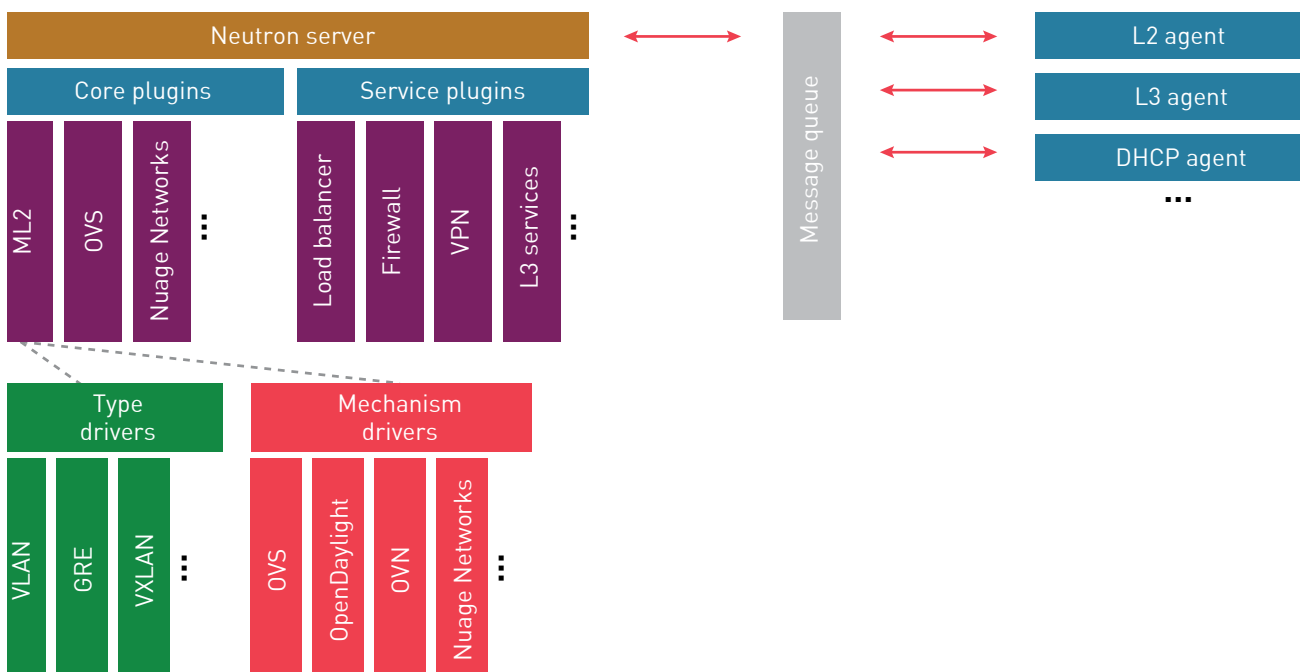 Neutron server
Core plugins
Service plugins
ML2
OVS
Nuage Networks
...
Load balancer
Firewall
VPN
L3 services
...
Type
drivers
Mechanism
drivers
VLAN
GRE
VXLAN
...
OVS
OpenDaylight
OVN
Nuage Networks
...
Message queue
L2 agent
L3 agent
DHCP agent
...